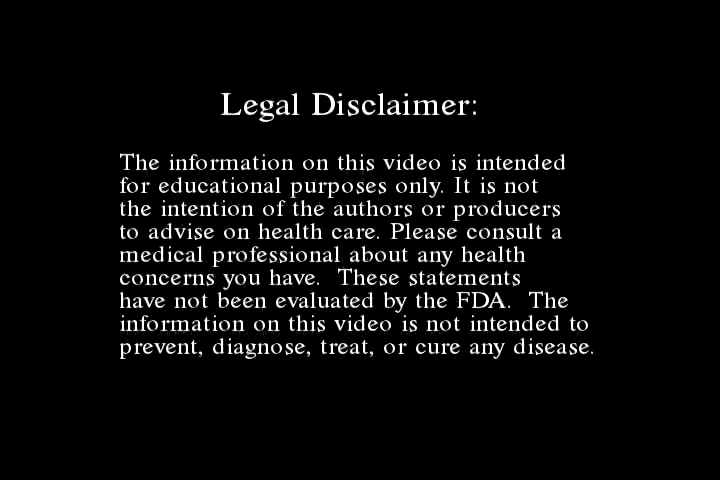 Legal Disclaimer:
The information on this video is intended
for educational purposes only. It is not
the intention of the authors or producers
to advise on health care. Please consult a
medical professional about any health
concerns you have.  These statements
have not been evaluated by the FDA.  The
information on this video is not intended to
prevent, diagnose, treat, or cure any disease.